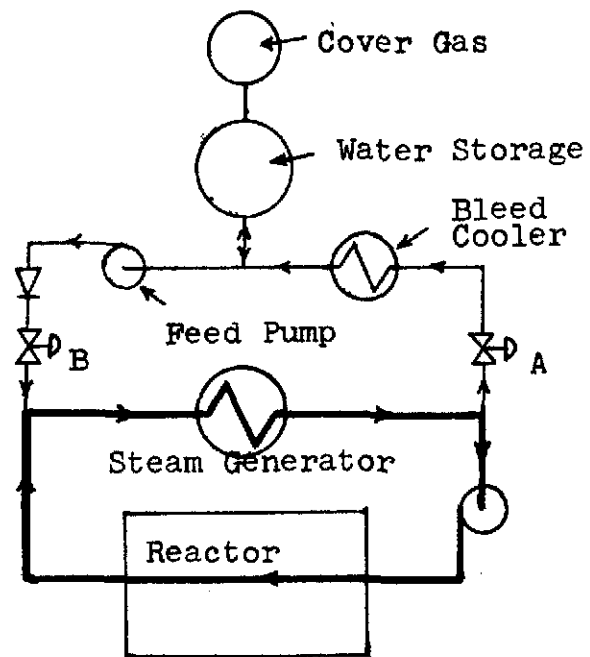 Cover Gas
Water Storage
Bleed
Cooler
Feed Pump
B
A
Steam Generator
Reactor